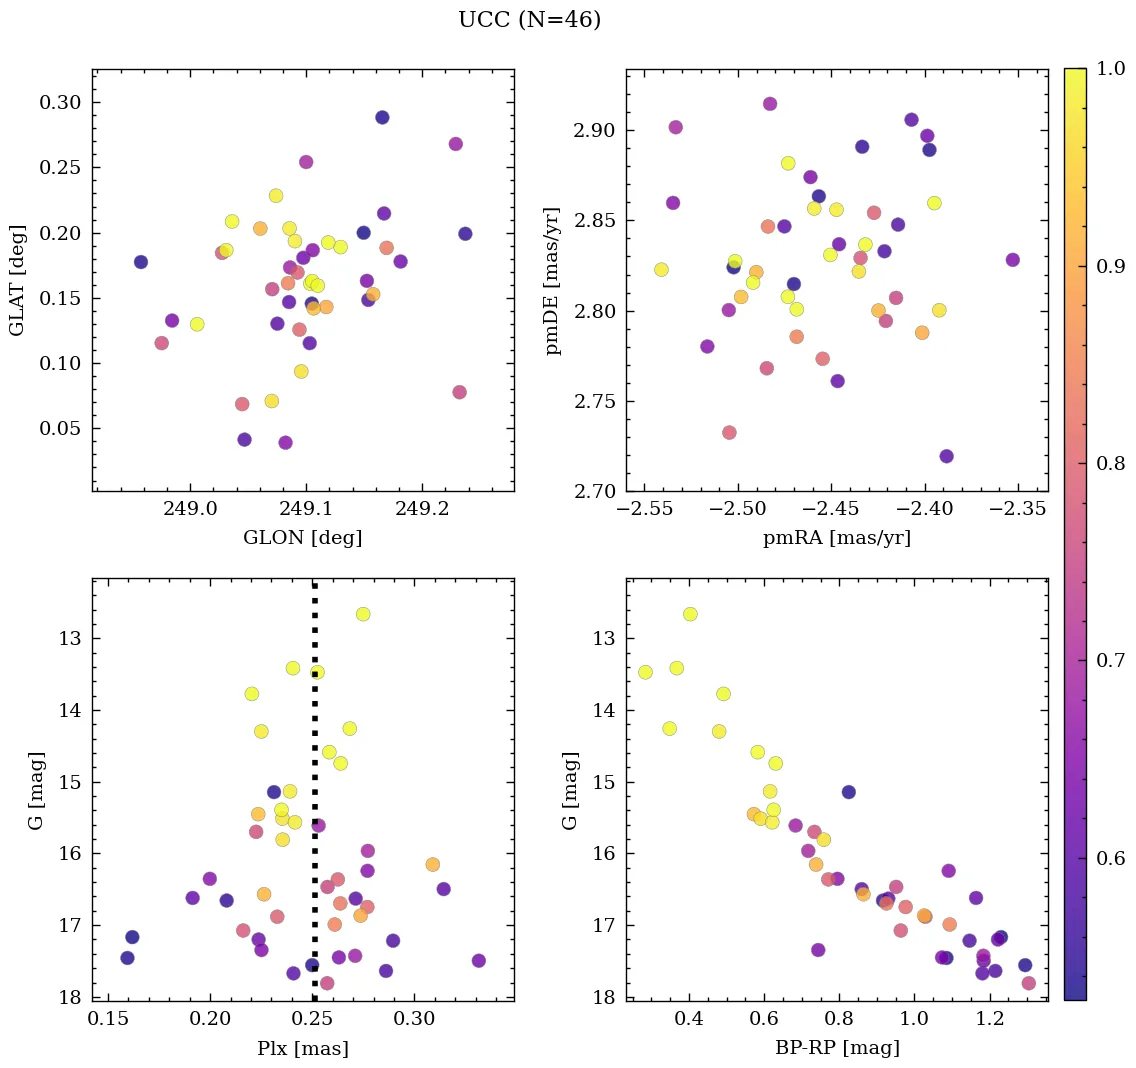 UCC (N=46)
0.30
0.25
0.20
0.15
0.10
0.05
GLAT [deg]
249.0 249.1 249.2
GLON [deg]
2.90
2.85
2.80
2.75
2.70
pmDE [mas/yr]
−2.55 −2.50 −2.45 −2.40 −2.35
pmRA [mas/yr]
13
14
15
16
17
18
G [mag]
0.15 0.20 0.25 0.30
Plx [mas]
13
14
15
16
17
18
G [mag]
0.4 0.6 0.8 1.0 1.2
BP-RP [mag]
1.0
0.9
0.8
0.7
0.6